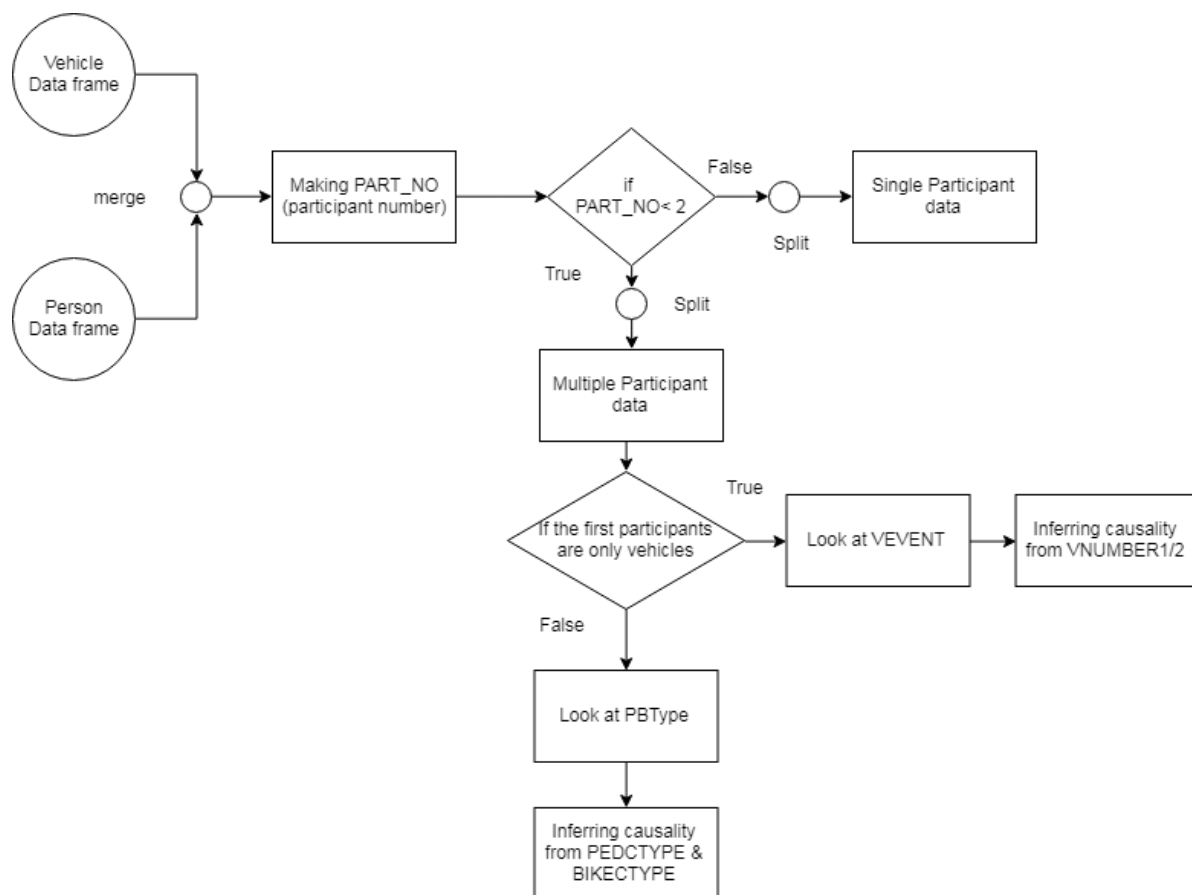 Vehicle
Data frame
merge
Making PART_NO
(participant number)
if
PART_NO< 2
False
Split
Single Participant
data
Person
Data frame
True
Split
Multiple Participant
data
If the first participants
are only vehicles
True
Look at VEVENT
Inferring causality
from VNUMBER1/2
False
Look at PBType
Inferring causality
from PEDCTYPE &
BIKECTYPE